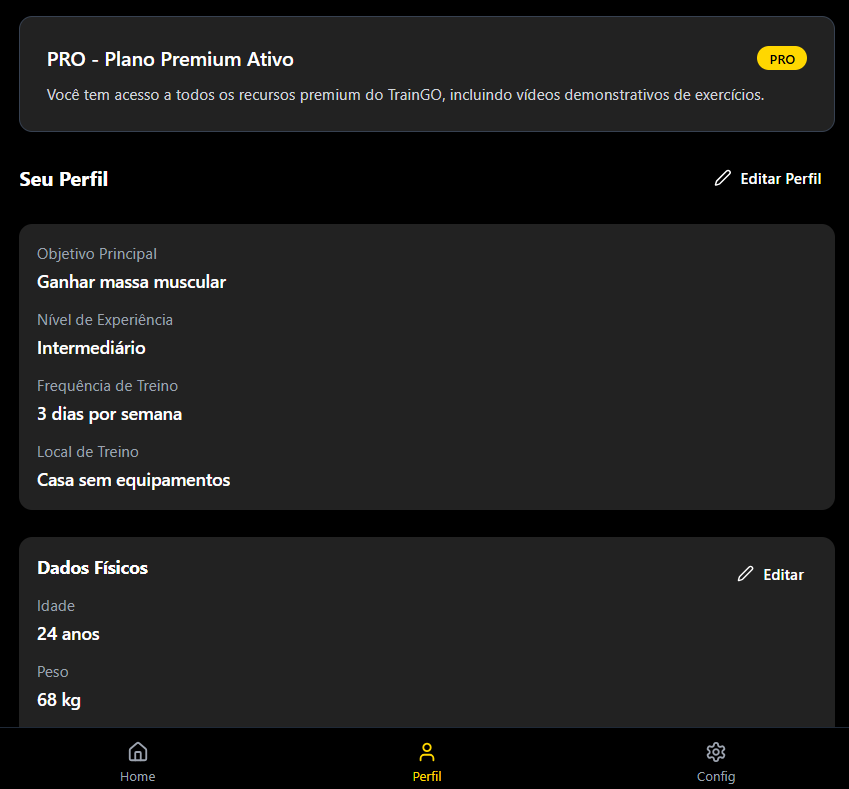 PRO - Plano Premium Ativo
PRO
Você tem acesso a todos os recursos premium do TrainGO, incluindo vídeos demonstrativos de exercícios.
Seu Perfil
Editar Perfil
Objetivo Principal
Ganhar massa muscular
Nível de Experiência
Intermediário
Frequência de Treino
3 dias por semana
Local de Treino
Casa sem equipamentos
Dados Físicos
Editar
Idade
24 anos
Peso
68 kg
Home
Perfil
Config